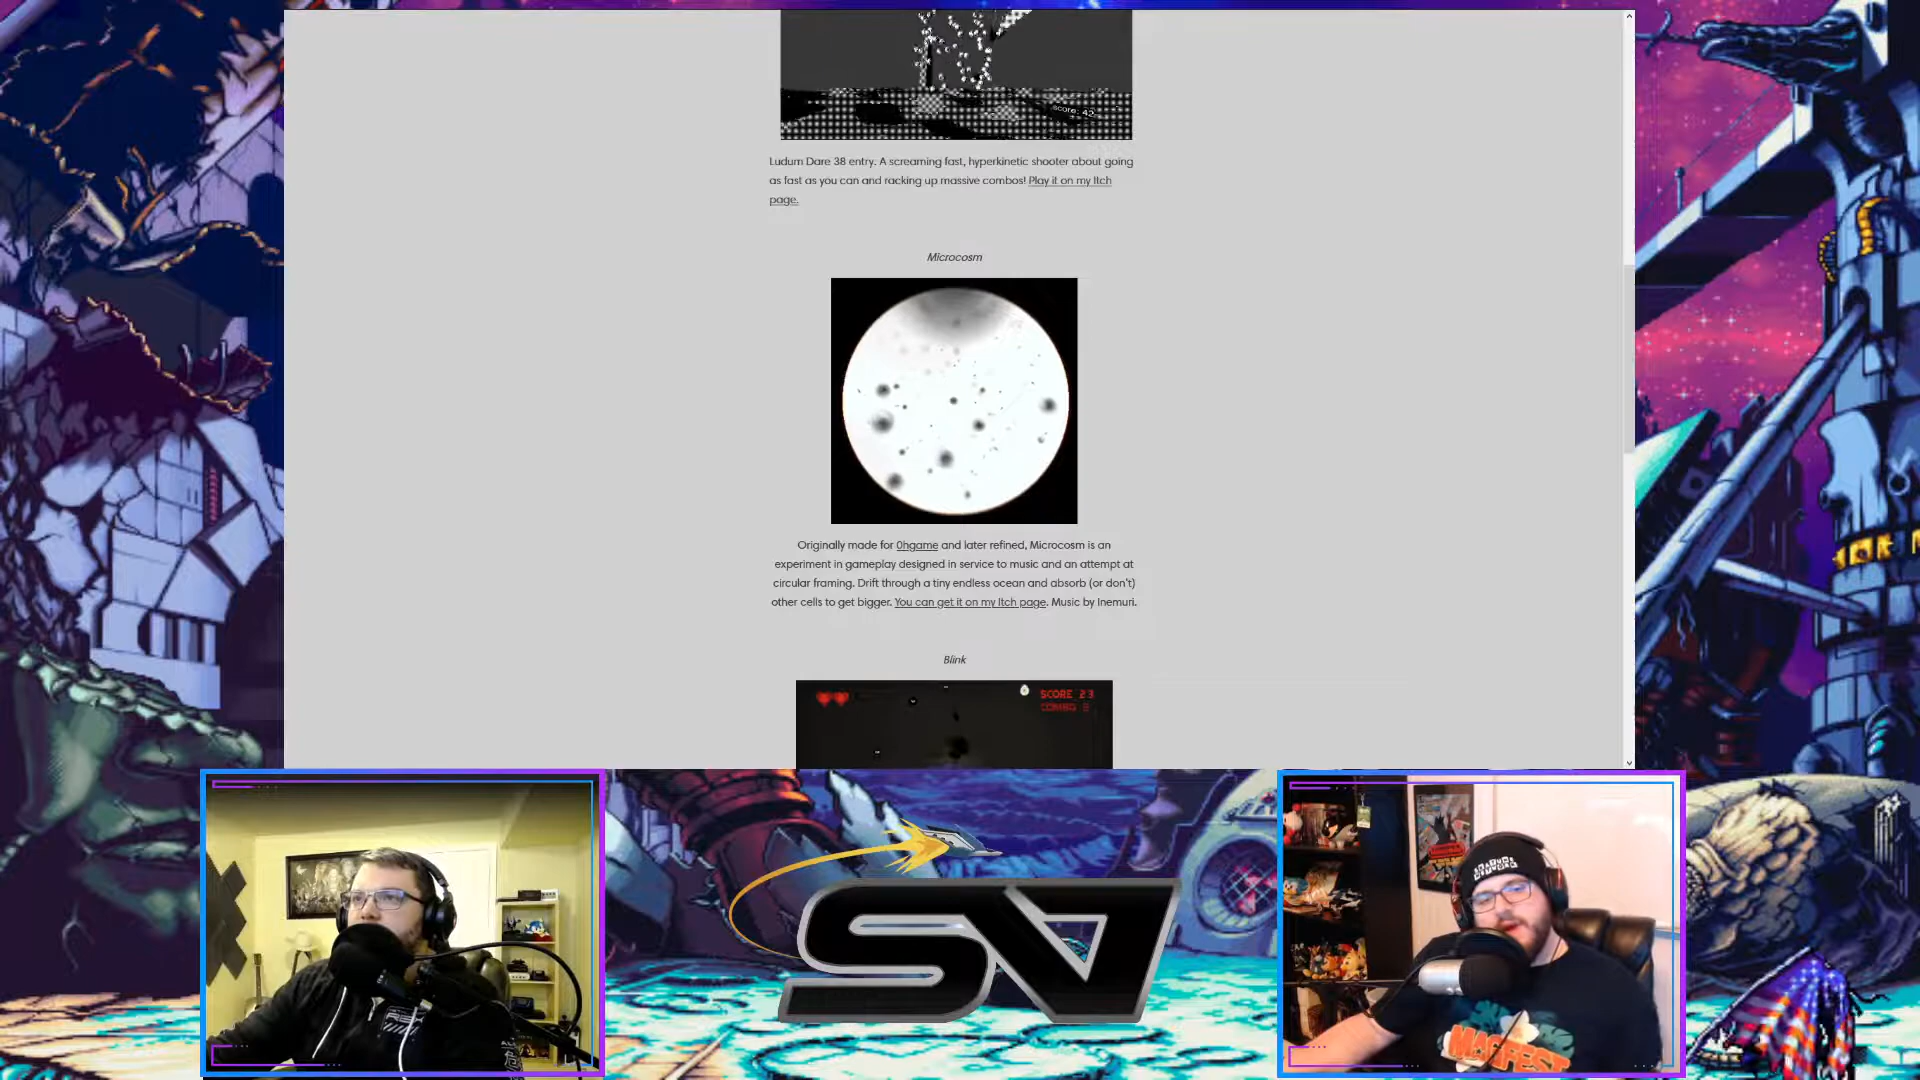 score: 42
Ludum Dare 38 entry. A screaming fast, hyperkinetic shooter about going
as fast as you can and racking up massive combos! Play it on my Itch
page.
Microcosm
Originally made for 0hgame and later refined, Microcosm is an
experiment in gameplay designed in service to music and an attempt at
circular framing. Drift through a tiny endless ocean and absorb (or don't)
other cells to get bigger. You can get it on my Itch page. Music by Inemuri.
Blink
SCORE 23
COMBO
SV
MAGFEST